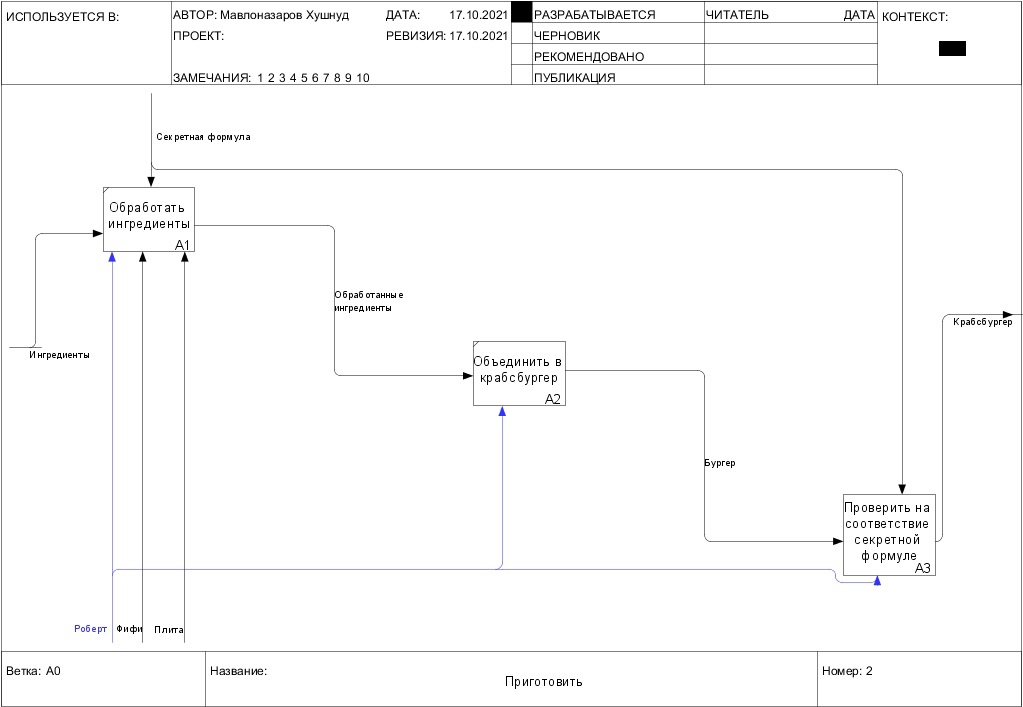 ИСПОЛЬЗУЕТСЯ В:
АВТОР: Мавлоназаров Хушнуд
ДАТА: 17.10.2021
ПРОЕКТ:
РЕВИЗИЯ: 17.10.2021
ЗАМЕЧАНИЯ: 1 2 3 4 5 6 7 8 9 10
РАЗРАБАТЫВАЕТСЯ
ЧЕРНОВИК
РЕКОМЕНДОВАНО
ПУБЛИКАЦИЯ
ЧИТАТЕЛЬ
ДАТА
КОНТЕКСТ:
Секретная формула
Обработать
ингредиенты
A1
Ингредиенты
Обработанные
ингредиенты
Крабсбургер
Объединить в
крабсбургер
A2
Бургер
Проверить на
соответствие
секретной
формуле
A3
Роберт
Фифи
Плита
Ветка: A0
Название:
Приготовить
Номер: 2